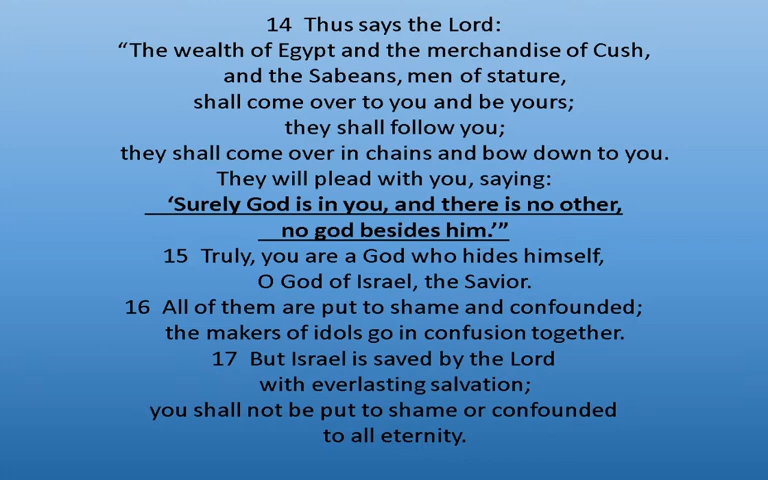 14 Thus says the Lord:
“The wealth of Egypt and the merchandise of Cush,
and the Sabeans, men of stature,
shall come over to you and be yours;
they shall follow you;
they shall come over in chains and bow down to you.
They will plead with you, saying:
‘Surely God is in you, and there is no other,
no god besides him.’”
15 Truly, you are a God who hides himself,
O God of Israel, the Savior.
16 All of them are put to shame and confounded;
the makers of idols go in confusion together.
17 But Israel is saved by the Lord
with everlasting salvation;
you shall not be put to shame or confounded
to all eternity.